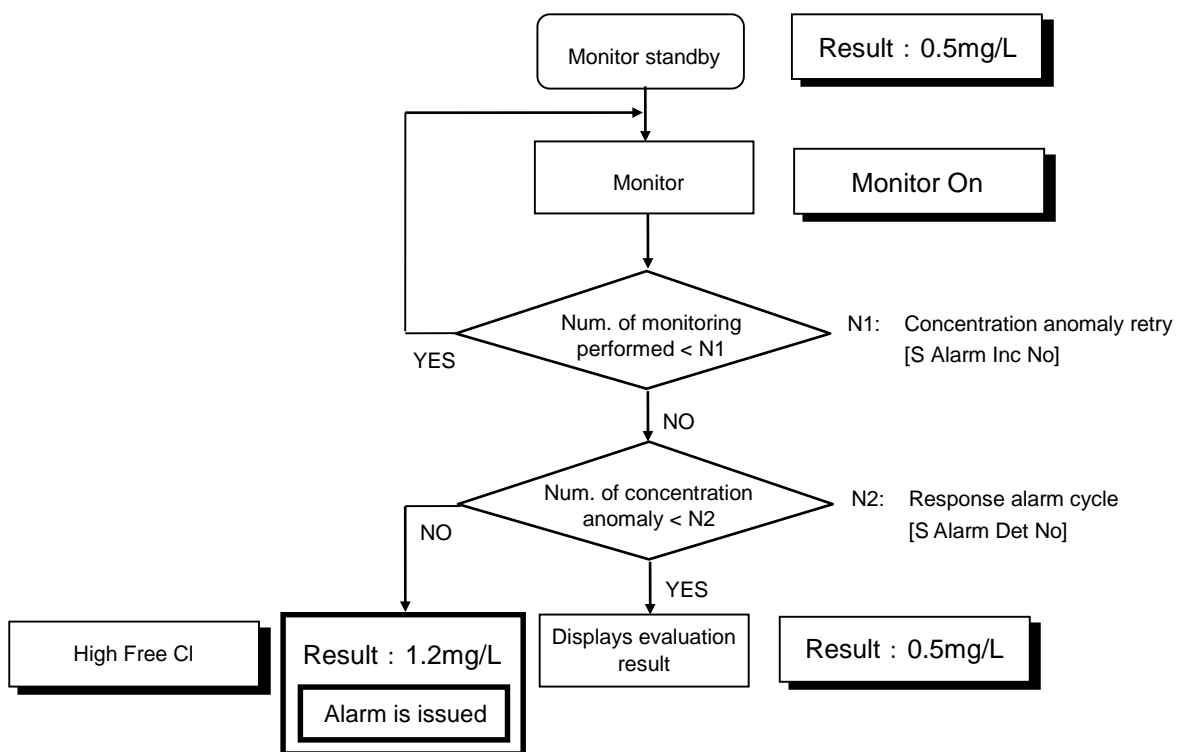 Monitor standby
Result：0.5mg/L
Monitor
Monitor On
Num. of monitoring
performed < N1
YES
N1: Concentration anomaly retry
[S Alarm Inc No]
NO
Num. of concentration
anomaly < N2
NO
N2: Response alarm cycle
[S Alarm Det No]
YES
High Free Cl
Result：1.2mg/L
Alarm is issued
Displays evaluation
result
Result：0.5mg/L